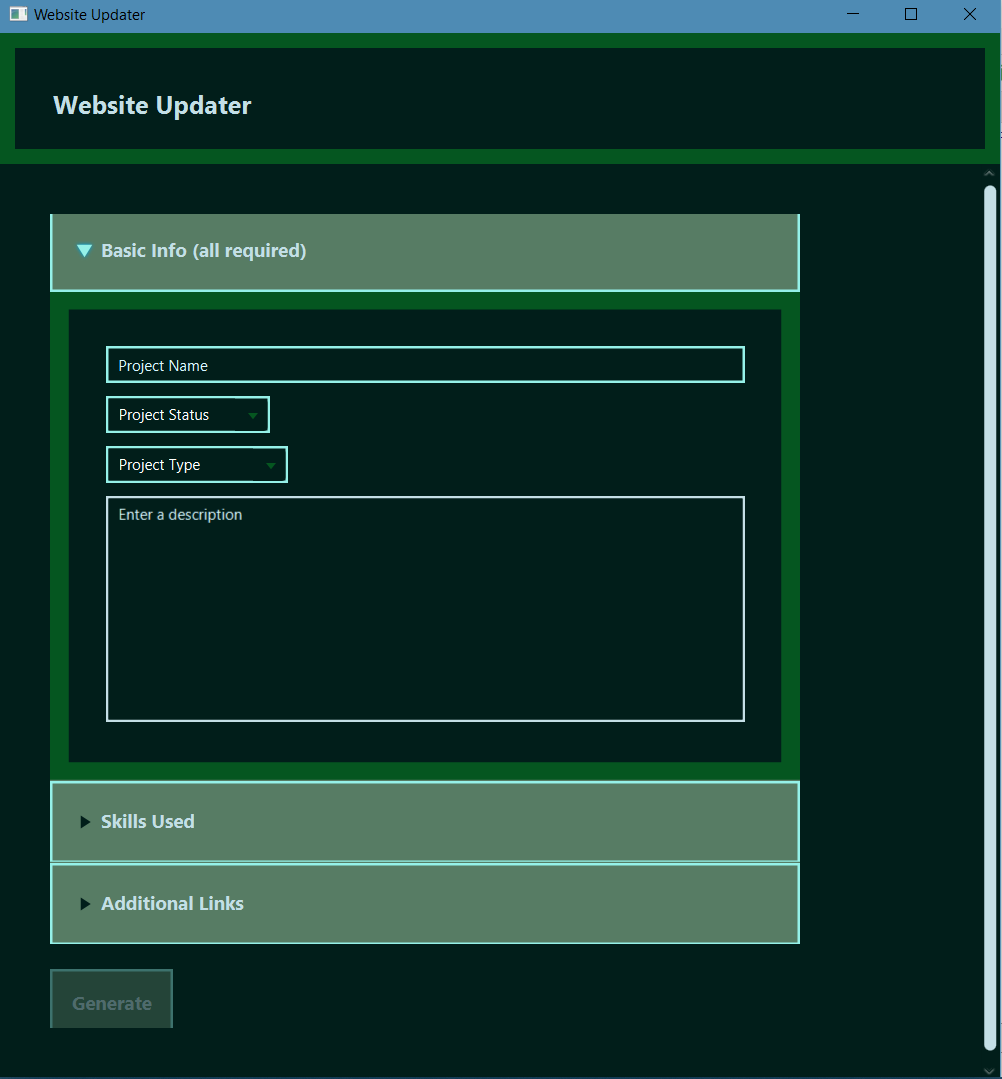 Website Updater
Website Updater
Basic Info (all required)
Project Name
Project Status
Project Type
Enter a description
Skills Used
Additional Links
Generate